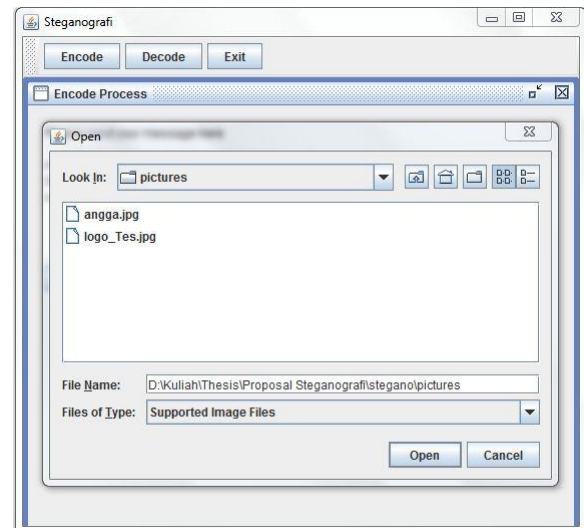 Steganografi
Encode Decode Exit
Encode Process
Open
Look In: pictures
angga.jpg
logo_Tes.jpg
File Name: D:\Kuliah\Thesis\Proposal Steganografi\stegano\pictures
Files of Type: Supported Image Files
Open Cancel